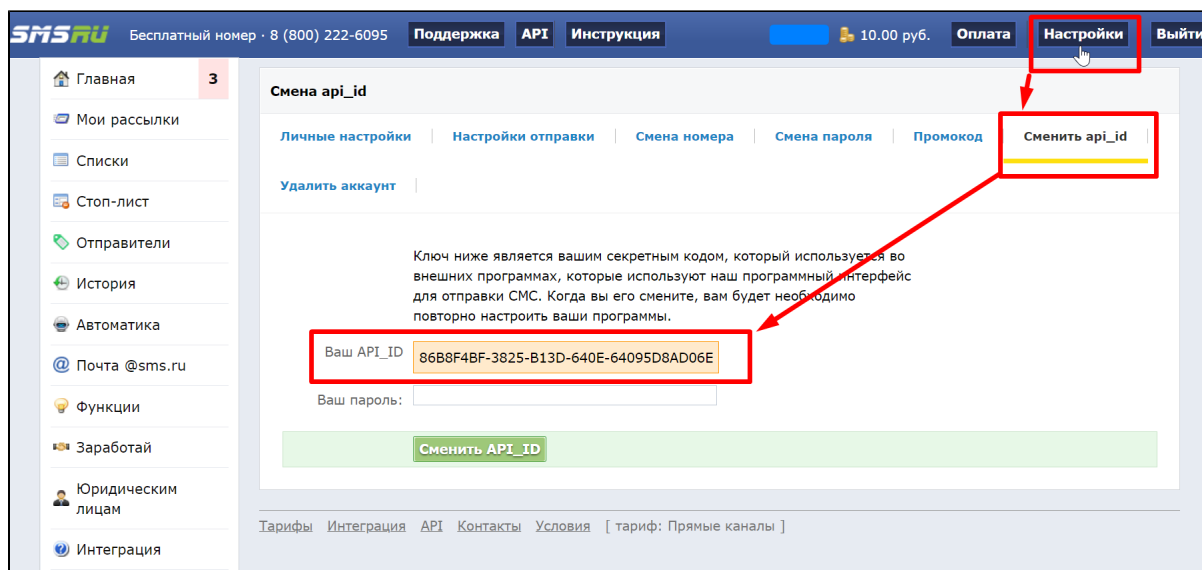 SMSRU Бесплатный номер · 8 (800) 222-6095 Поддержка API Инструкция 10.00 руб. Оплата Настройки Выйти
Главная 3
Мои рассылки
Списки
Стоп-лист
Отправители
История
Автоматика
Почта @sms.ru
Функции
Заработай
Юридическим
лицам
Интеграция
Смена api_id
Личные настройки Настройки отправки Смена номера Смена пароля Промокод Сменить api_id
Удалить аккаунт
Ключ ниже является вашим секретным кодом, который используется во
внешних программах, которые используют наш программный интерфейс
для отправки СМС. Когда вы его смените, вам будет необходимо
повторно настроить ваши программы.
Ваш API_ID 86B8F4BF-3825-B13D-640E-64095D8AD06E
Ваш пароль:
Сменить API_ID
Тарифы Интеграция API Контакты Условия [ тариф: Прямые каналы ]